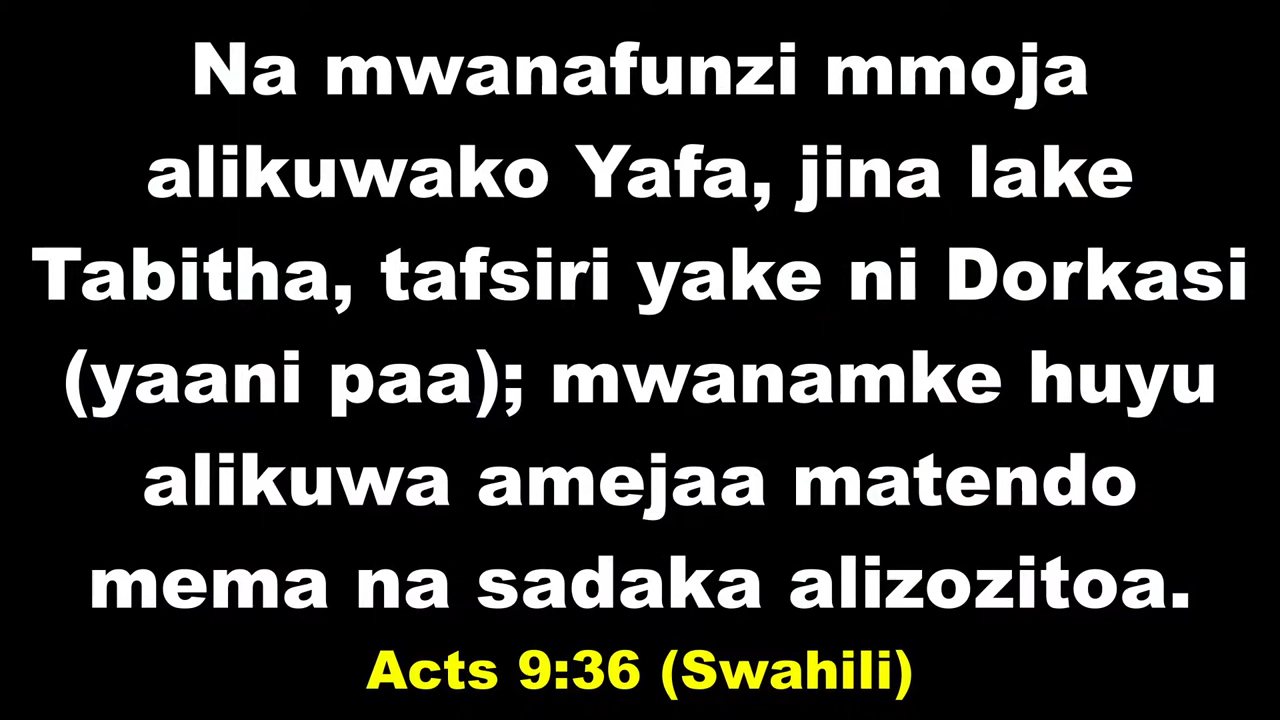 Na mwanafunzi mmoja
alikuwako Yafa, jina lake
Tabitha, tafsiri yake ni Dorkasi
(yaani paa); mwanamke huyu
alikuwa amejaa matendo
mema na sadaka alizozitoa.
Acts 9:36 (Swahili)